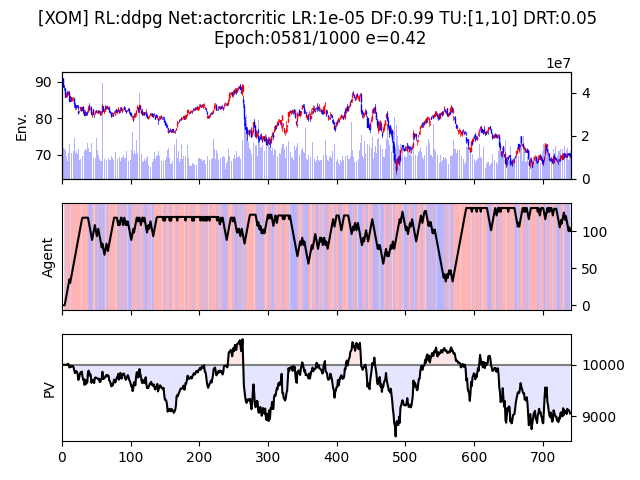 [XOM] RL:ddpg Net:actorcritic LR:1e-05 DF:0.99 TU:[1,10] DRT:0.05
Epoch:0581/1000 e=0.42
1e7
90
80
70
Env.
4
2
0
Agent
100
50
0
PV
10000
9000
0 100 200 300 400 500 600 700